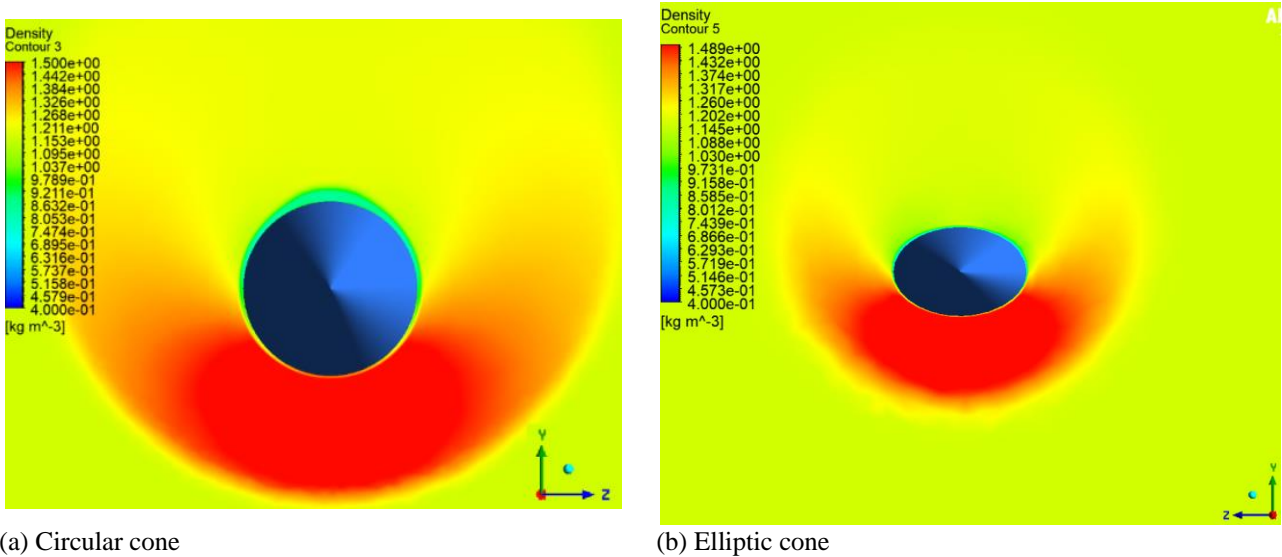 Density
Contour 3
1.500e+00
1.442e+00
1.384e+00
1.326e+00
1.268e+00
1.211e+00
1.153e+00
1.095e+00
1.037e+00
9.789e-01
9.211e-01
8.632e-01
8.053e-01
7.474e-01
6.895e-01
6.316e-01
5.737e-01
5.158e-01
4.579e-01
4.000e-01
[kg m^-3]
Y
Z
(a) Circular cone
Density
Contour 5
1.489e+00
1.432e+00
1.374e+00
1.317e+00
1.260e+00
1.202e+00
1.145e+00
1.088e+00
1.030e+00
9.731e-01
9.158e-01
8.585e-01
8.012e-01
7.439e-01
6.866e-01
6.293e-01
5.719e-01
5.146e-01
4.573e-01
4.000e-01
[kg m^-3]
Y
Z
(b) Elliptic cone